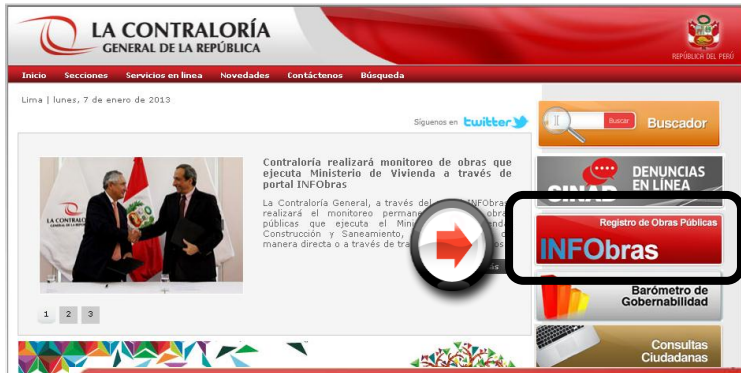 LA CONTRALORÍA
GENERAL DE LA REPÚBLICA
REPÚBLICA DEL PERÚ
Inicio Secciones Servicios en línea Novedades Contáctenos Búsqueda
Lima | lunes, 7 de enero de 2013
Síguenos en twitter
Contraloría realizará monitoreo de obras que
ejecuta Ministerio de Vivienda a través de
portal INFObras
La Contraloría General, a través del INFObras
realizará el monitoreo
públicas que ejecuta el
Construcción y Saneamiento,
manera directa o a través de
1 2 3
Buscar
Buscador
DENUNCIAS
EN LÍNEA
SINAD
Registro de Obras Públicas
INFObras
Barómetro de
Gobernabilidad
Consultas
Ciudadanas